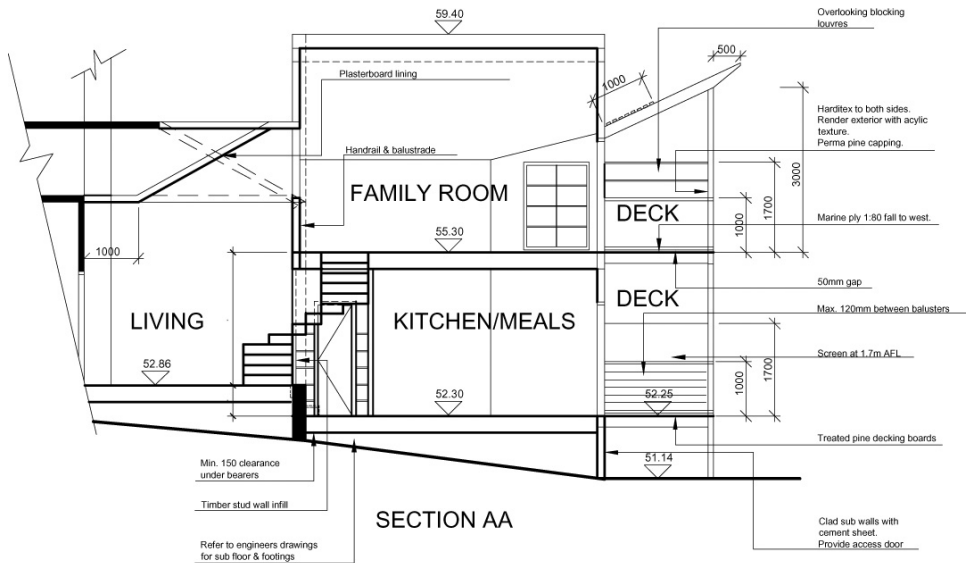 59.40
Overlooking blocking
louvres
500
Plasterboard lining
1000
Harditex to both sides.
Render exterior with acylic
texture.
Perma pine capping.
Handrail & balustrade
3000
FAMILY ROOM
DECK
1000
1700
Marine ply 1:80 fall to west.
1000
55.30
50mm gap
DECK
Max. 120mm between balusters
LIVING
KITCHEN/MEALS
Screen at 1.7m AFL
52.86
1000
1700
52.30
52.25
Treated pine decking boards
Min. 150 clearance
under bearers
51.14
Timber stud wall infill
SECTION AA
Clad sub walls with
cement sheet.
Provide access door
Refer to engineers drawings
for sub floor & footings